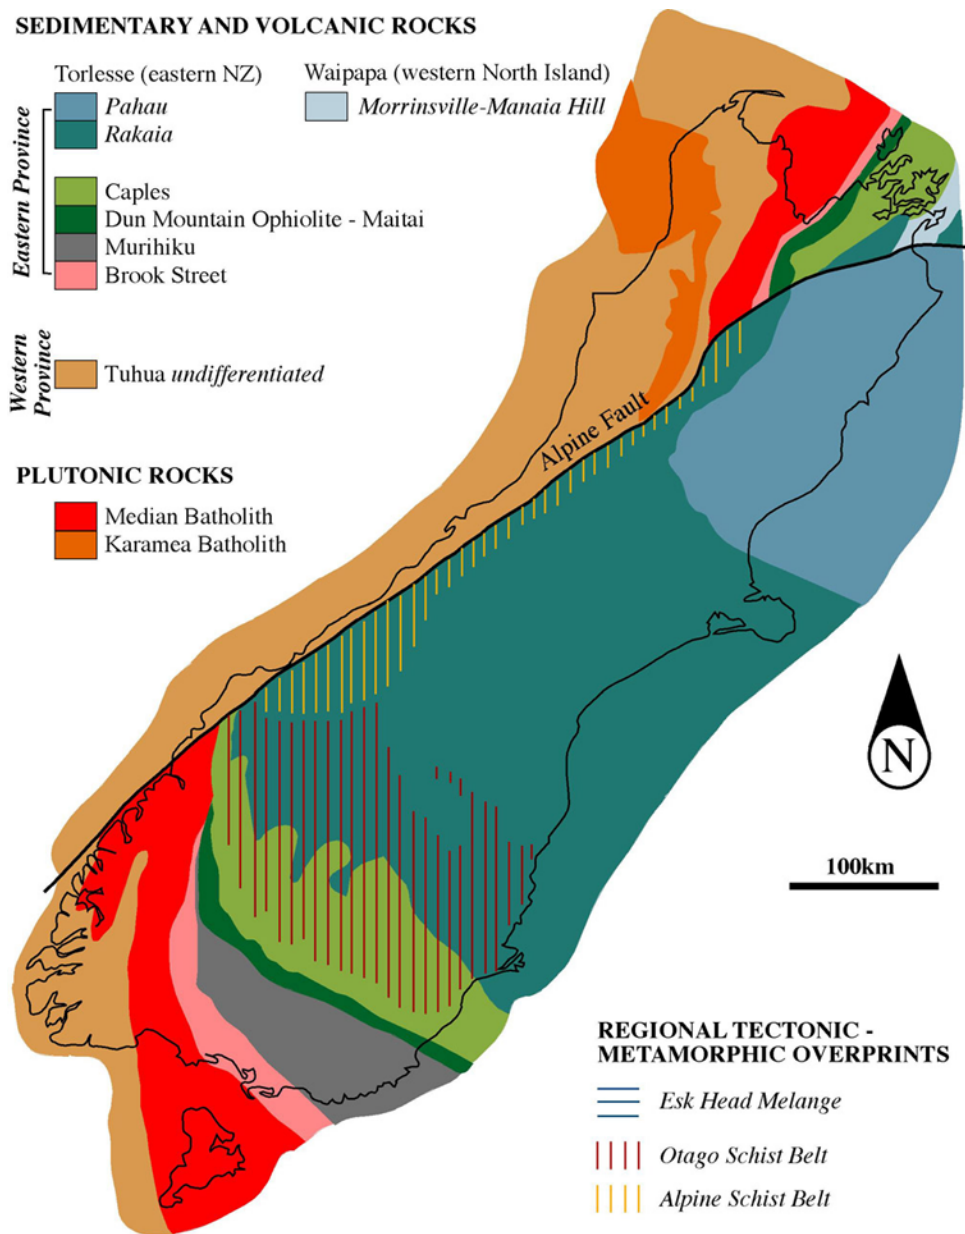 SEDIMENTARY AND VOLCANIC ROCKS
Torlesse (eastern NZ)
Pahau
Rakaia
Waipapa (western North Island)
Morrinsville-Manaia Hill
Eastern Province
Caples
Dun Mountain Ophiolite - Maitai
Murihiku
Brook Street
Western
Province
Tuhua undifferentiated
PLUTONIC ROCKS
Median Batholith
Karamea Batholith
Alpine Fault
N
100km
REGIONAL TECTONIC -
METAMORPHIC OVERPRINTS
Esk Head Melange
Otago Schist Belt
Alpine Schist Belt